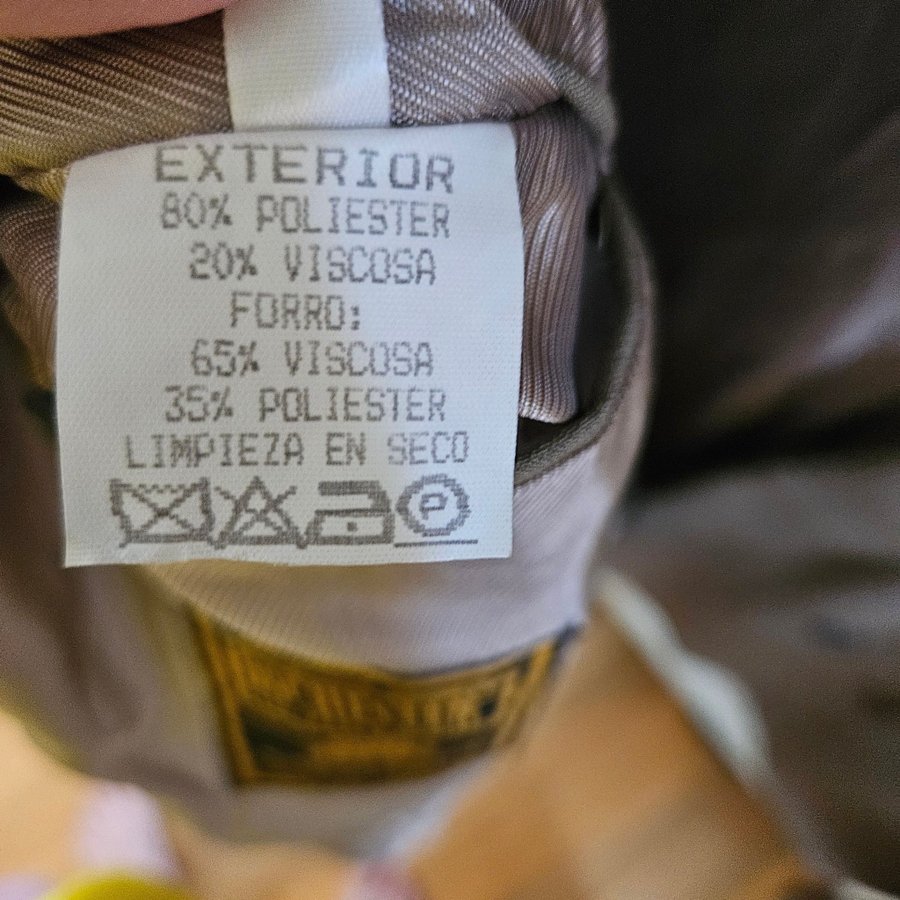 EXTERIOR
80% POLIESTER
20% VISCOSA
FORRO:
65% VISCOSA
35% POLIESTER
LIMPIEZA EN SECO
P